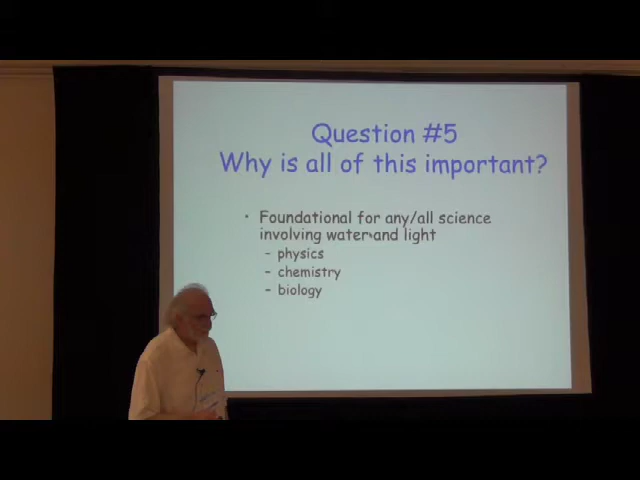 Question #5
Why is all of this important?
• Foundational for any/all science
involving water and light
- physics
- chemistry
- biology